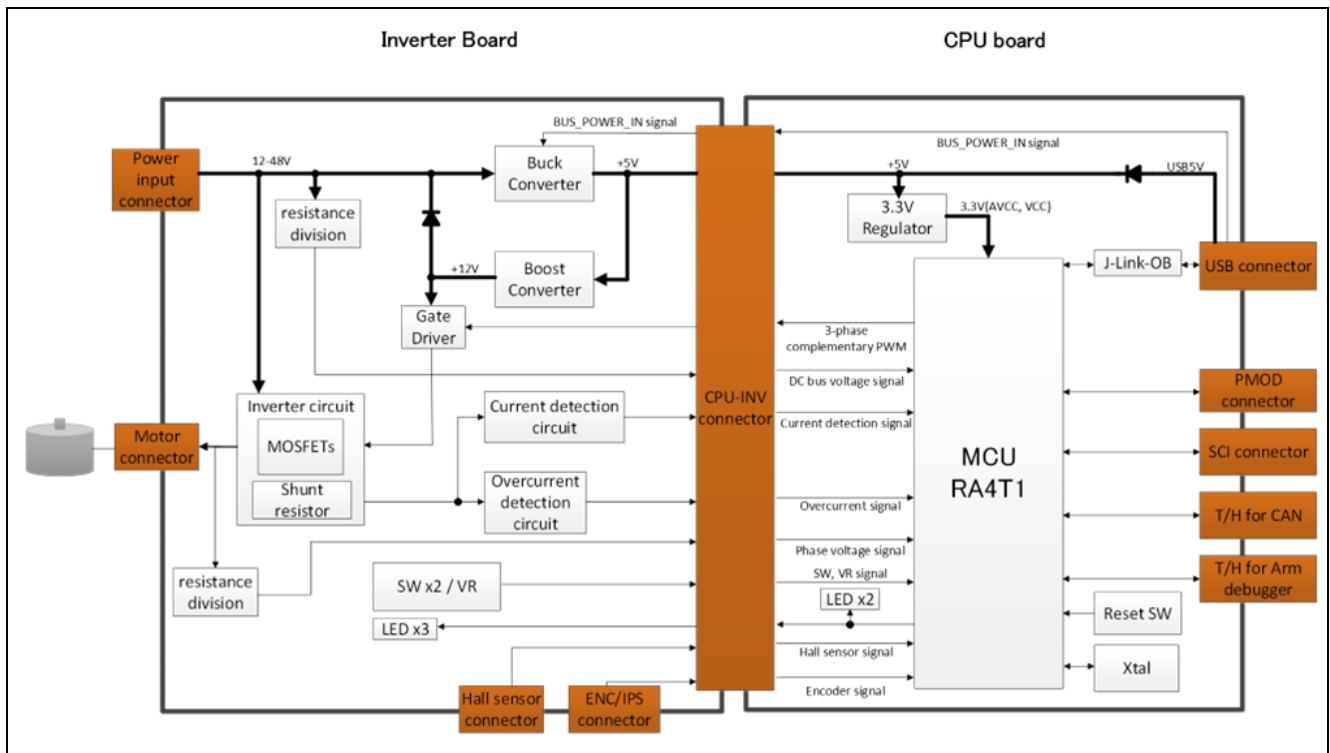 Inverter Board
CPU board
BUS_POWER_IN signal
BUS_POWER_IN signal
Power
input
connector
12-48V
Buck
Converter
+5V
+5V
USB5V
resistance
division
3.3V
Regulator
3.3V(AVCC, VCC)
+12V
Boost
Converter
J-Link-OB
USB connector
Gate
Driver
3-phase
complementary PWM
DC bus voltage signal
PMOD
connector
CPU-INV
connector
Inverter circuit
MOSFETs
Shunt
resistor
Current detection
circuit
Current detection signal
Motor
connector
MCU
RA4T1
SCI connector
Overcurrent
detection
circuit
Overcurrent signal
T/H for CAN
Phase voltage signal
resistance
division
SW x2 / VR
SW, VR signal
T/H for Arm
debugger
LED x2
LED x3
Reset SW
Hall sensor signal
Xtal
Encoder signal
Hall sensor
connector
ENC/IPS
connector